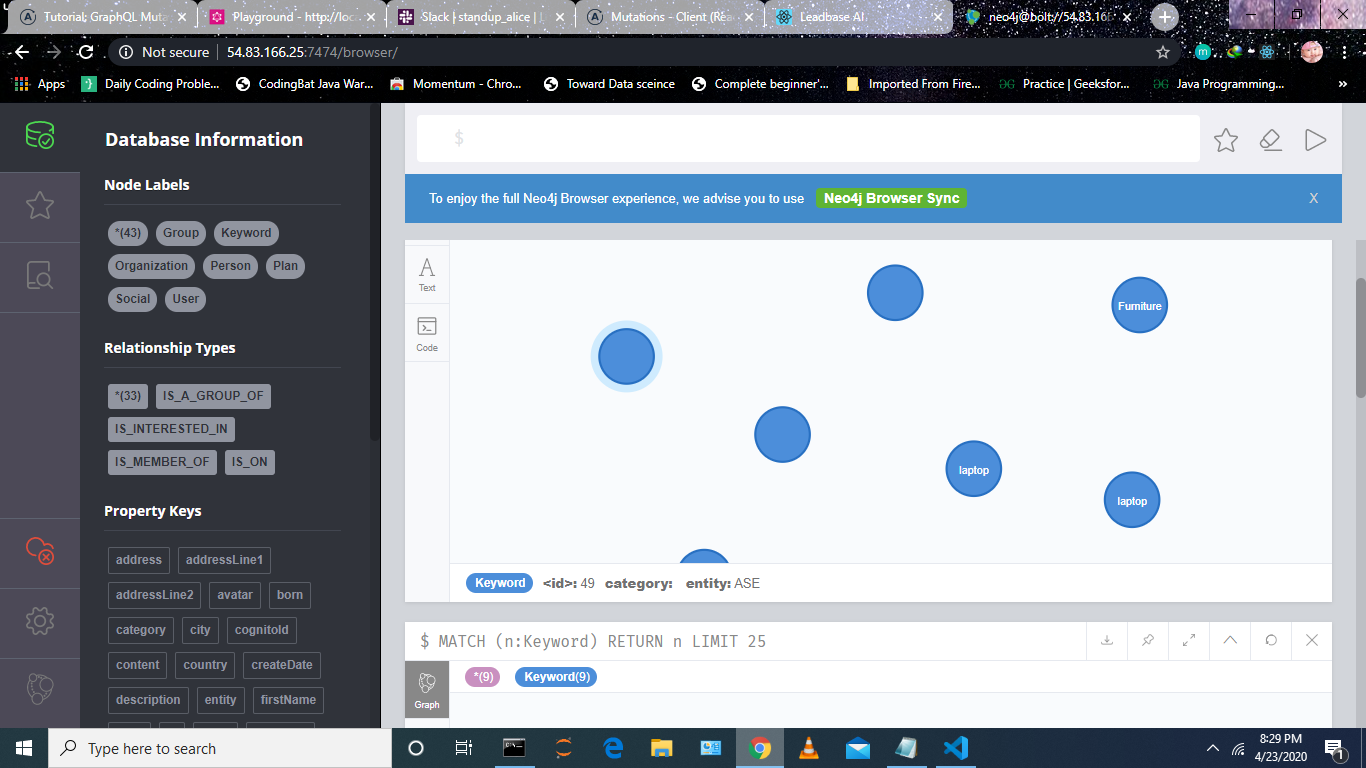 Tutorial: GraphQL Muta
Playground - http://loc
Slack | standup_alice |
Mutations - Client (Rea
Leadbase AI
neo4j@bolt://54.83.16
Not secure | 54.83.166.25:7474/browser/
Apps
Daily Coding Proble...
CodingBat Java War...
Momentum - Chro...
Toward Data sceince
Complete beginner'...
Imported From Fire...
Practice | Geeksfor...
Java Programming...
»
Database Information
Node Labels
*(43) Group Keyword
Organization Person Plan
Social User
Relationship Types
*(33) IS_A_GROUP_OF
IS_INTERESTED_IN
IS_MEMBER_OF IS_ON
Property Keys
address addressLine1
addressLine2 avatar born
category city cognitoId
content country createDate
description entity firstName
$
To enjoy the full Neo4j Browser experience, we advise you to use Neo4j Browser Sync X
A
Text
Code
Furniture
laptop
laptop
Keyword <id>: 49 category: entity: ASE
$ MATCH (n:Keyword) RETURN n LIMIT 25
Graph
*(9) Keyword(9)
Type here to search
8:29 PM
4/23/2020
1